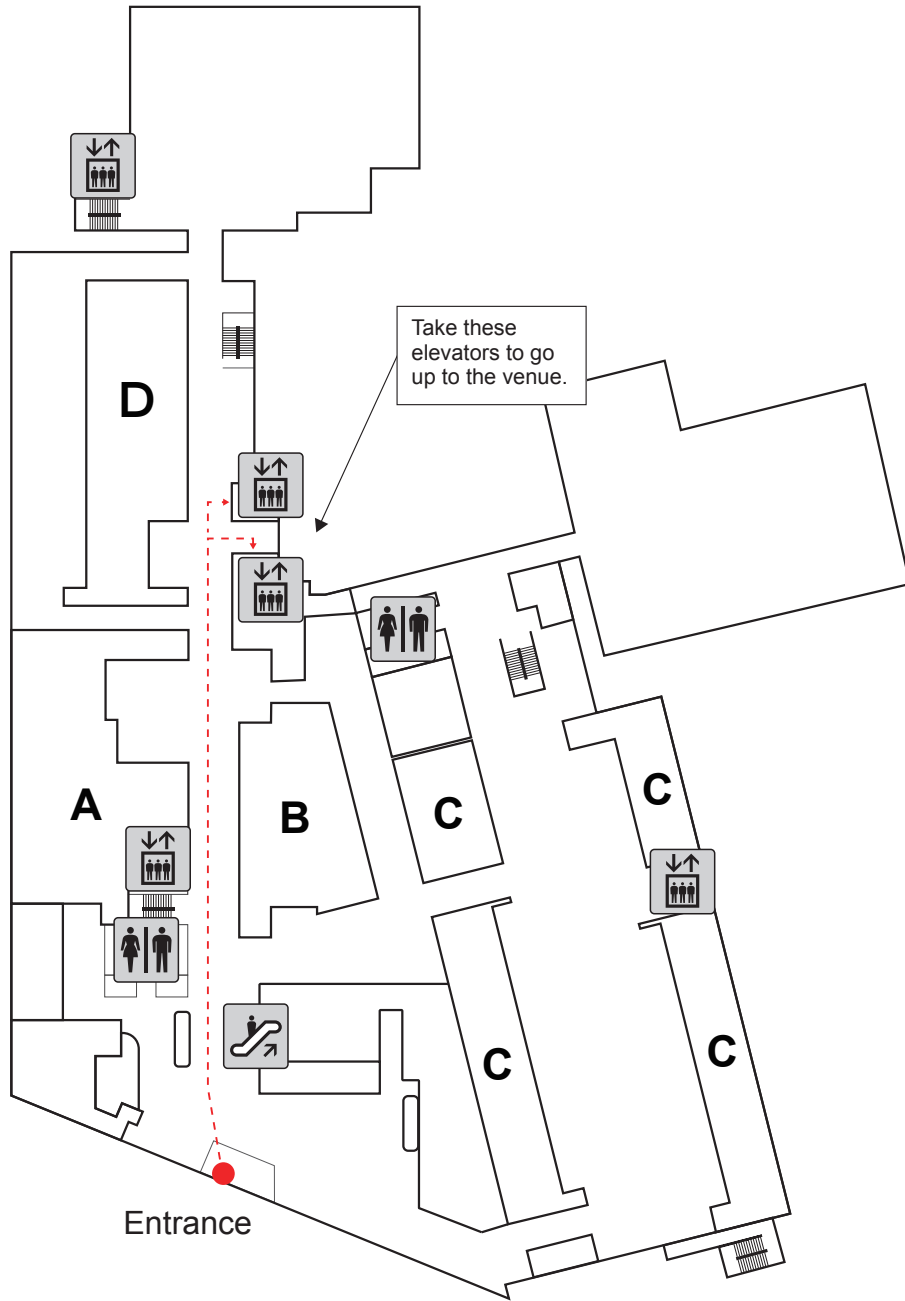 Take these
elevators to go
up to the venue.
D
A
B
C
C
C
C
Entrance